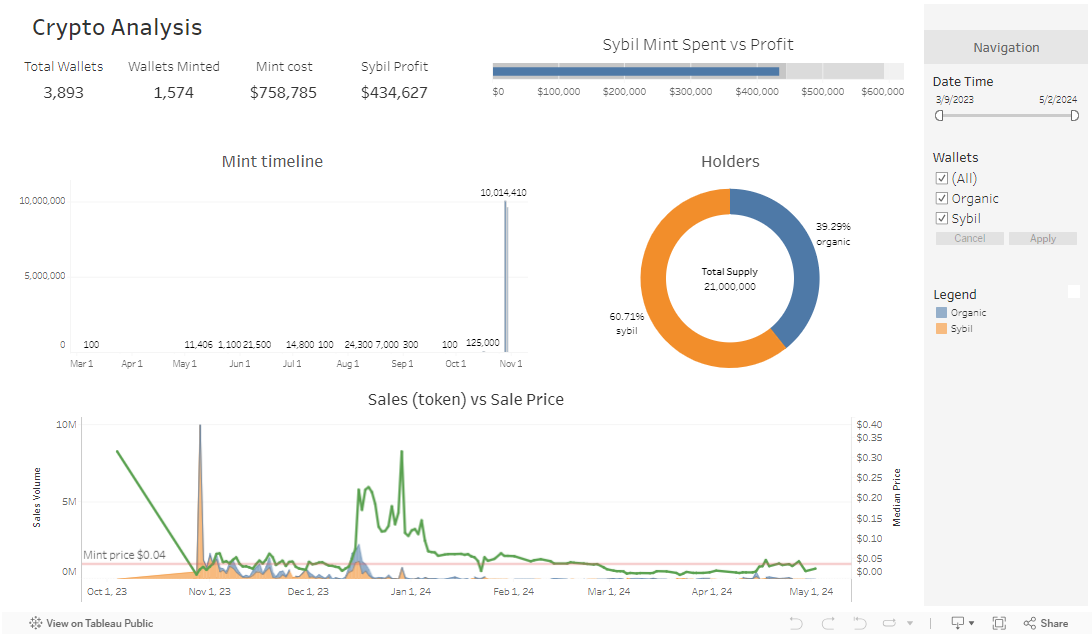 Crypto Analysis
Total Wallets Wallets Minted Mint cost Sybil Profit
3,893 1,574 $758,785 $434,627
Sybil Mint Spent vs Profit
$0 $100,000 $200,000 $300,000 $400,000 $500,000 $600,000
Navigation
Date Time
3/9/2023 5/2/2024
Wallets
(All)
Organic
Sybil
Cancel Apply
Legend
Organic
Sybil
Mint timeline
10,014,410
10,000,000
5,000,000
0 100 11,406 1,100 21,500 14,800 100 24,300 7,000 300 100 125,000
Mar 1 Apr 1 May 1 Jun 1 Jul 1 Aug 1 Sep 1 Oct 1 Nov 1
Holders
39.29%
organic
Total Supply
21,000,000
60.71%
sybil
Sales (token) vs Sale Price
10M
5M
0M
Sales Volume
Mint price $0.04
$0.40
$0.35
$0.30
$0.25
$0.20
$0.15
$0.10
$0.05
$0.00
Median Price
Oct 1, 23 Nov 1, 23 Dec 1, 23 Jan 1, 24 Feb 1, 24 Mar 1, 24 Apr 1, 24 May 1, 24
View on Tableau Public
Share